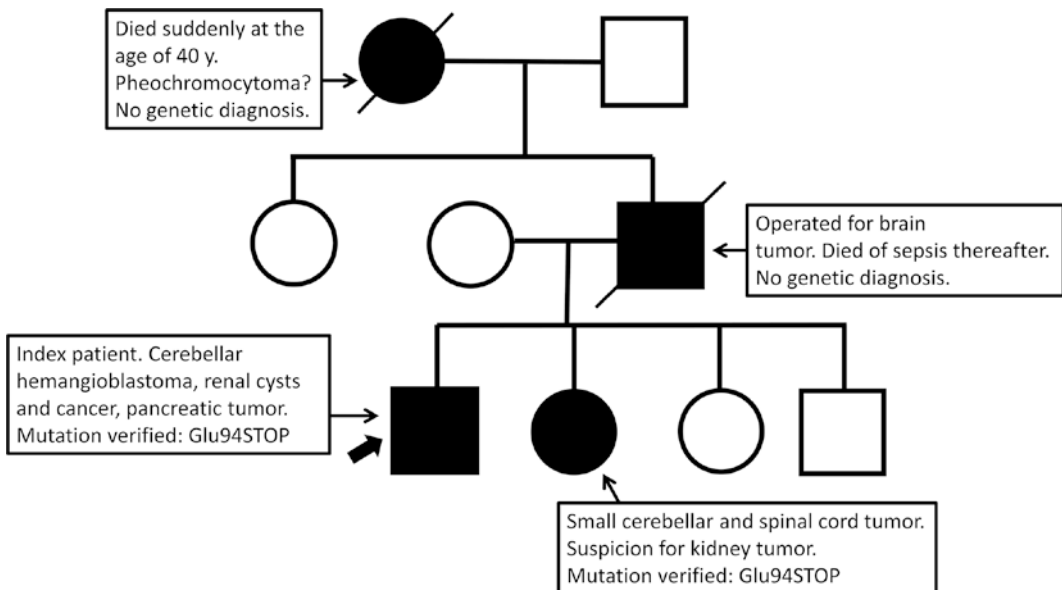 Died suddenly at the
age of 40 y.
Pheochromocytoma?
No genetic diagnosis.
Operated for brain
tumor. Died of sepsis thereafter.
No genetic diagnosis.
Index patient. Cerebellar
hemangioblastoma, renal cysts
and cancer, pancreatic tumor.
Mutation verified: Glu94STOP
Small cerebellar and spinal cord tumor.
Suspicion for kidney tumor.
Mutation verified: Glu94STOP